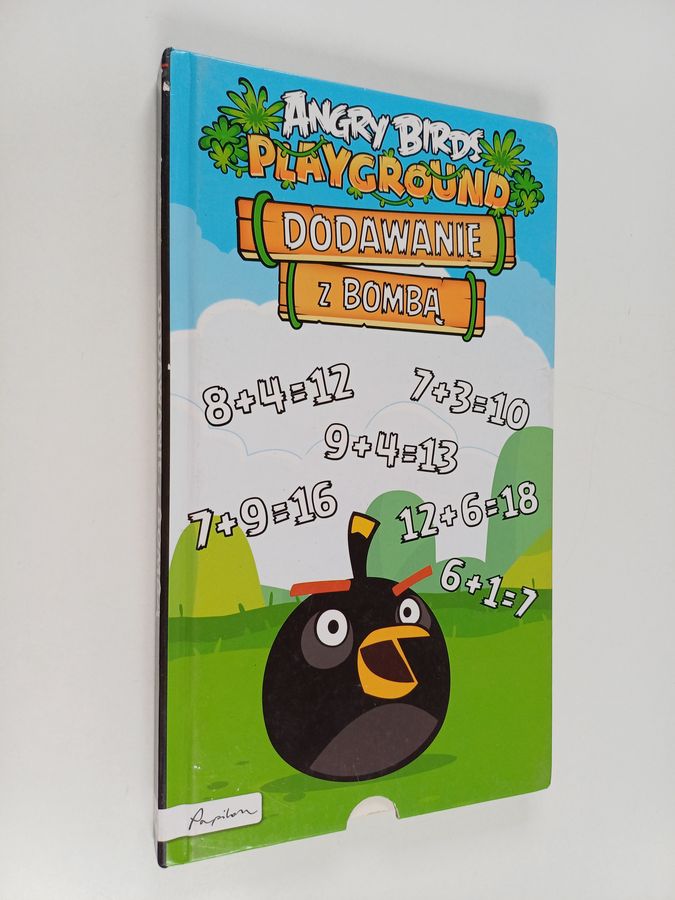 ANGRY BIRDS
PLAYGROUND
DODAWANIE
z BOMBĄ
8+4=12
7+3=10
9+4=13
7+9=16
12+6=18
6+1=7
Papilon